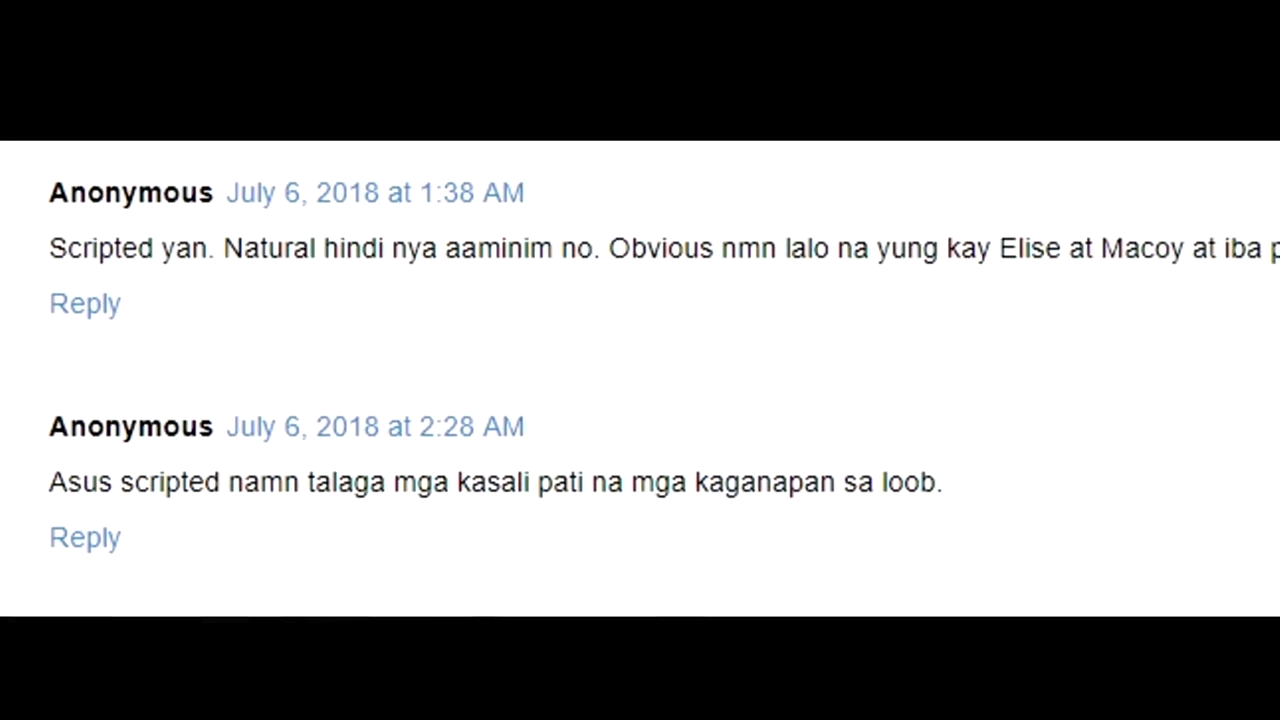 Anonymous July 6, 2018 at 1:38 AM
Scripted yan. Natural hindi nya aaminim no. Obvious nmn lalo na yung kay Elise at Macoy at iba
Reply
Anonymous July 6, 2018 at 2:28 AM
Asus scripted namn talaga mga kasali pati na mga kaganapan sa loob.
Reply